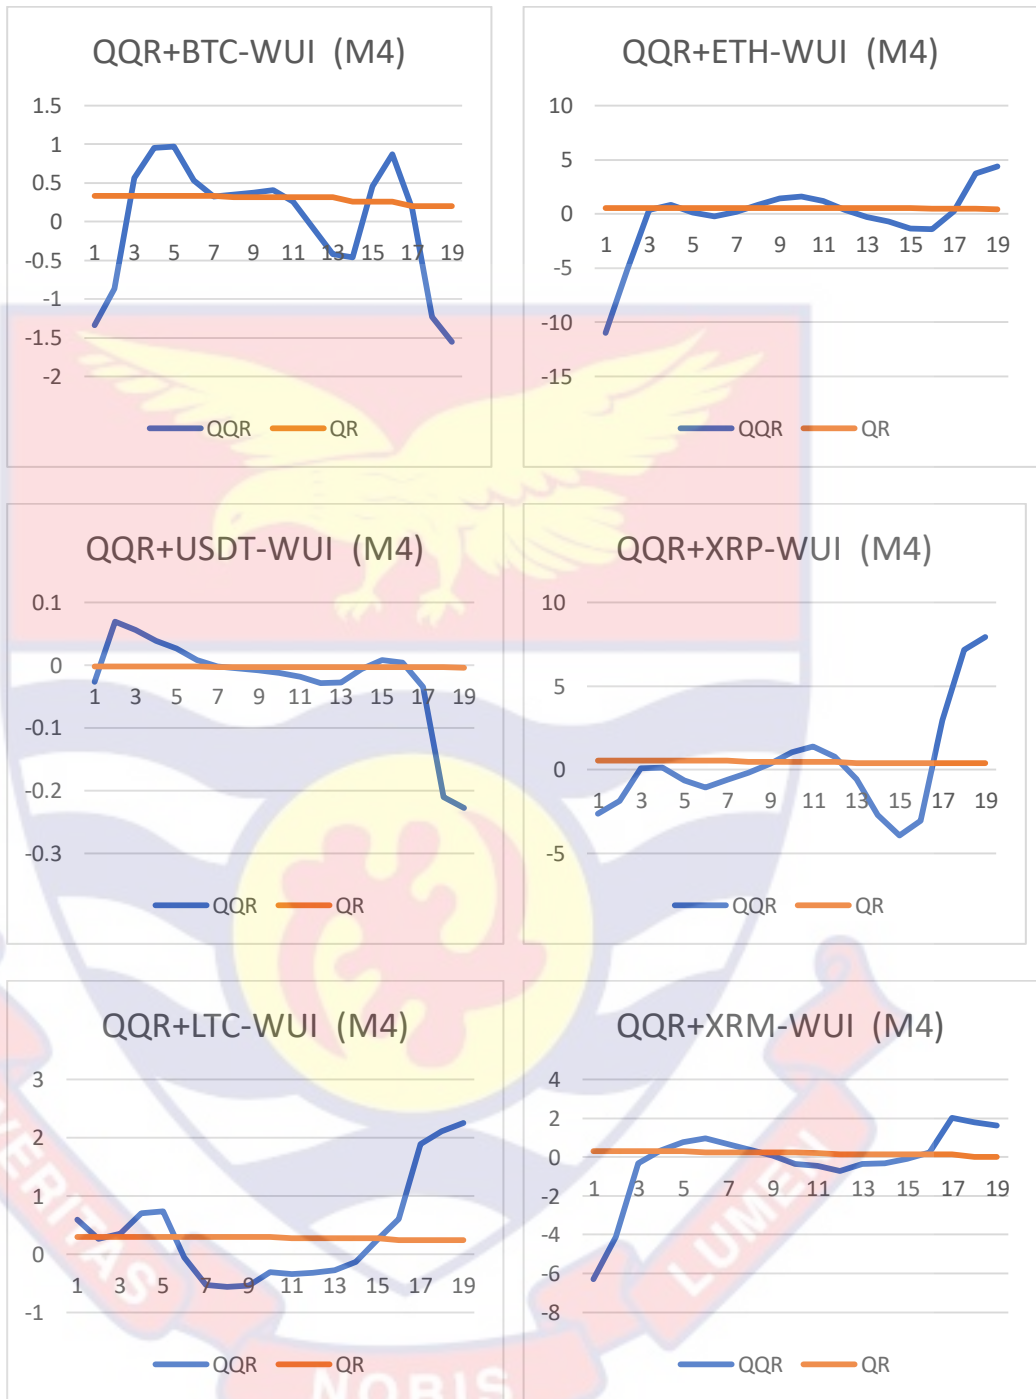 QQR+BTC-WUI (M4)
1.5
1
0.5
0
-0.5
-1
-1.5
-2
1 3 5 7 9 11 13 15 17 19
QQR QR
QQR+ETH-WUI (M4)
10
5
0
-5
-10
-15
1 3 5 7 9 11 13 15 17 19
QQR QR
QQR+USDT-WUI (M4)
0.1
0
-0.1
-0.2
-0.3
1 3 5 7 9 11 13 15 17 19
QQR QR
QQR+XRP-WUI (M4)
10
5
0
-5
1 3 5 7 9 11 13 15 17 19
QQR QR
QQR+LTC-WUI (M4)
3
2
1
0
-1
1 3 5 7 9 11 13 15 17 19
QQR QR
QQR+XRM-WUI (M4)
4
2
0
-2
-4
-6
-8
1 3 5 7 9 11 13 15 17 19
QQR QR
VERITAS
NOBIS
LUMEN